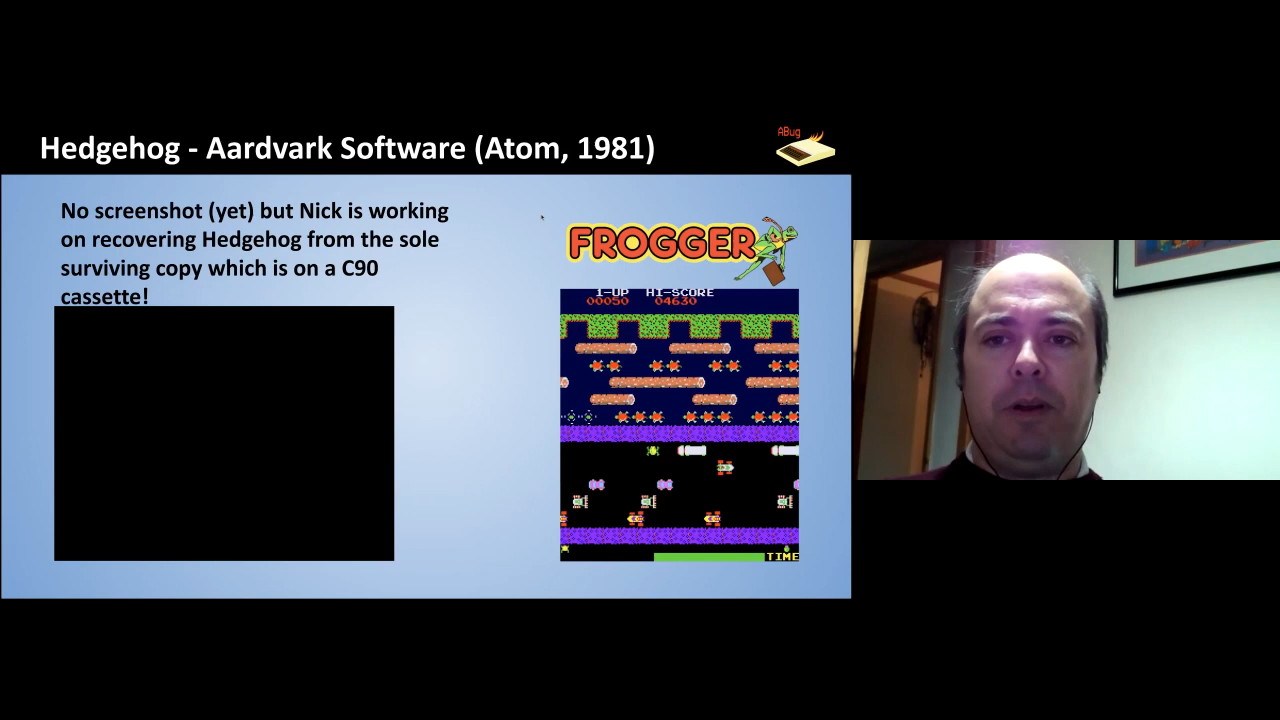 Hedgehog - Aardvark Software (Atom, 1981)
ABug
No screenshot (yet) but Nick is working
on recovering Hedgehog from the sole
surviving copy which is on a C90
cassette!
FROGGER
1-UP HI-SCORE
00050 04630
TIME